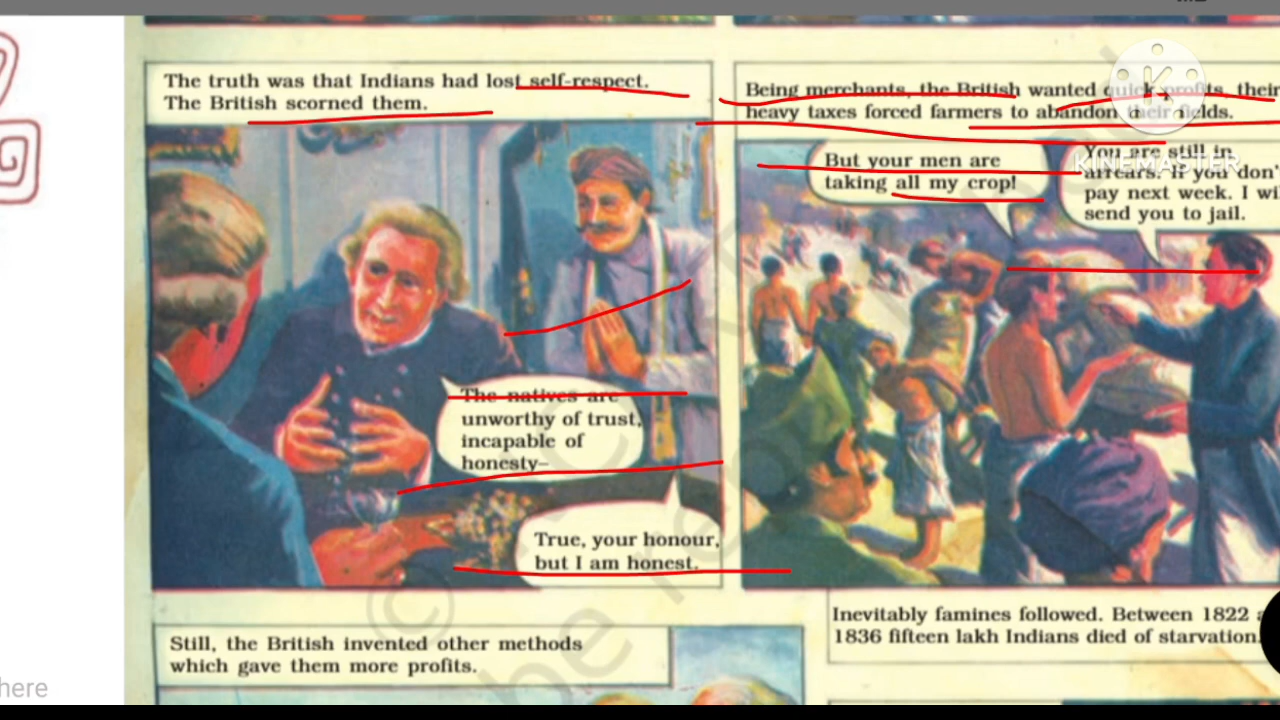 The truth was that Indians had lost self-respect.
The British scorned them.
The natives are
unworthy of trust,
incapable of
honesty–
True, your honour,
but I am honest.
Being merchants, the British wanted quick profits, their
heavy taxes forced farmers to abandon their fields.
But your men are
taking all my crop!
You are still in
arrears. If you don'
pay next week. I wi
send you to jail.
Still, the British invented other methods
which gave them more profits.
Inevitably famines followed. Between 1822
1836 fifteen lakh Indians died of starvation.
KINEMASTER
here